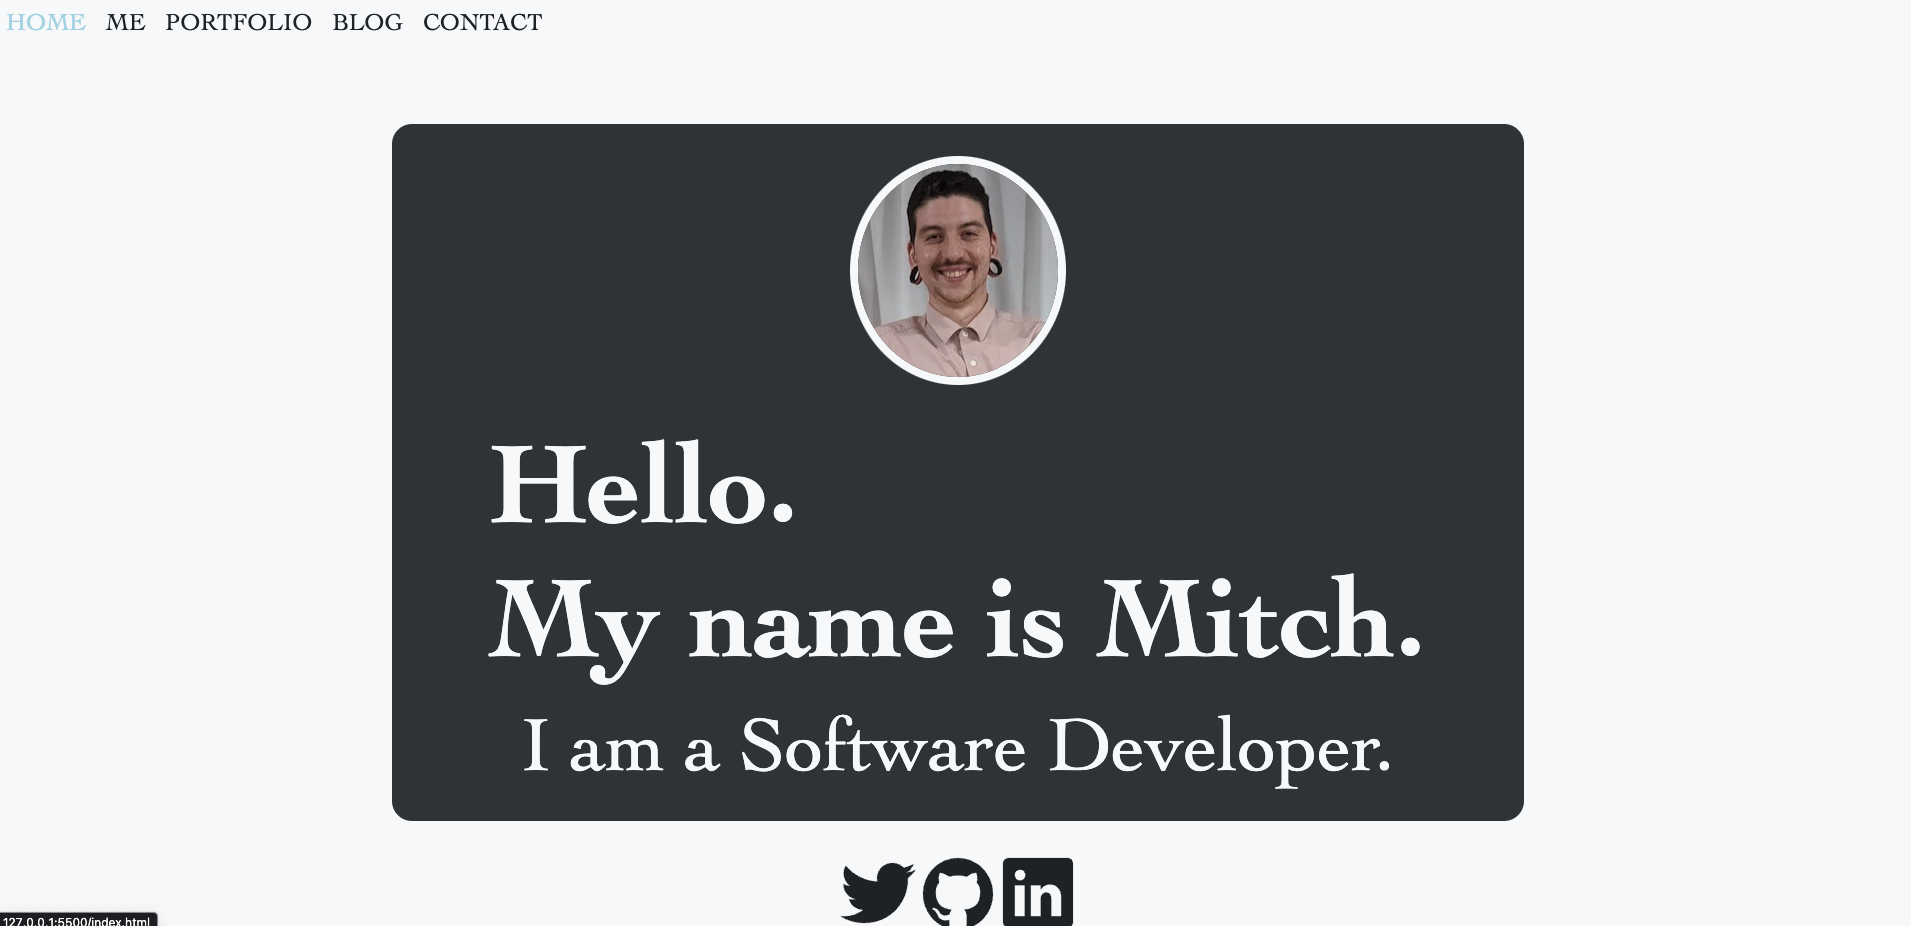 HOME ME PORTFOLIO BLOG CONTACT
Hello.
My name is Mitch.
I am a Software Developer.
in
127.0.0.1:5500/index.html